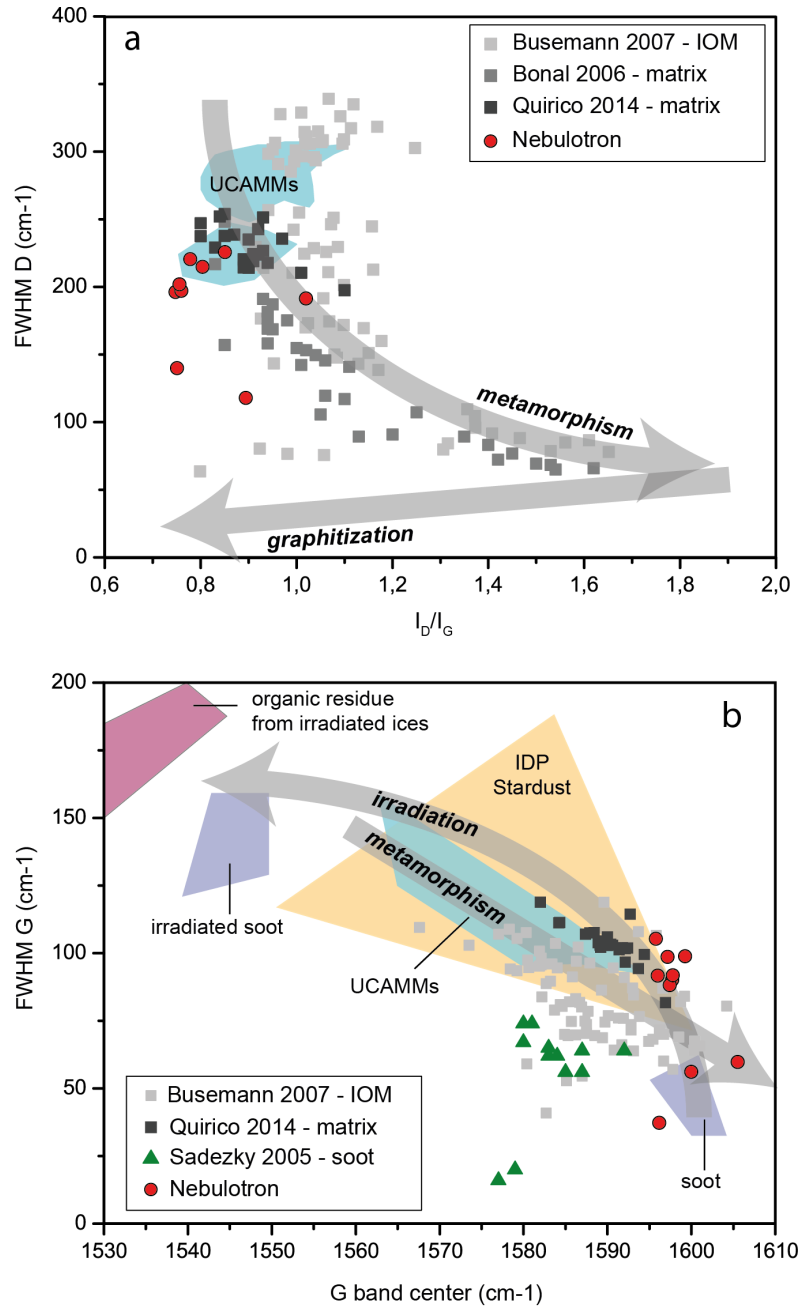 a
400
300
200
100
0
FWHM D (cm-1)
Busemann 2007 - IOM
Bonal 2006 - matrix
Quirico 2014 - matrix
Nebulotron
UCAMMs
metamorphism
graphitization
0,6
0,8
1,0
1,2
1,4
1,6
1,8
2,0
ID/IG
b
200
150
100
50
0
FWHM G (cm-1)
organic residue
from irradiated ices
IDP
Stardust
irradiation
metamorphism
irradiated soot
UCAMMs
Busemann 2007 - IOM
Quirico 2014 - matrix
Sadezky 2005 - soot
Nebulotron
soot
1530
1540
1550
1560
1570
1580
1590
1600
1610
G band center (cm-1)